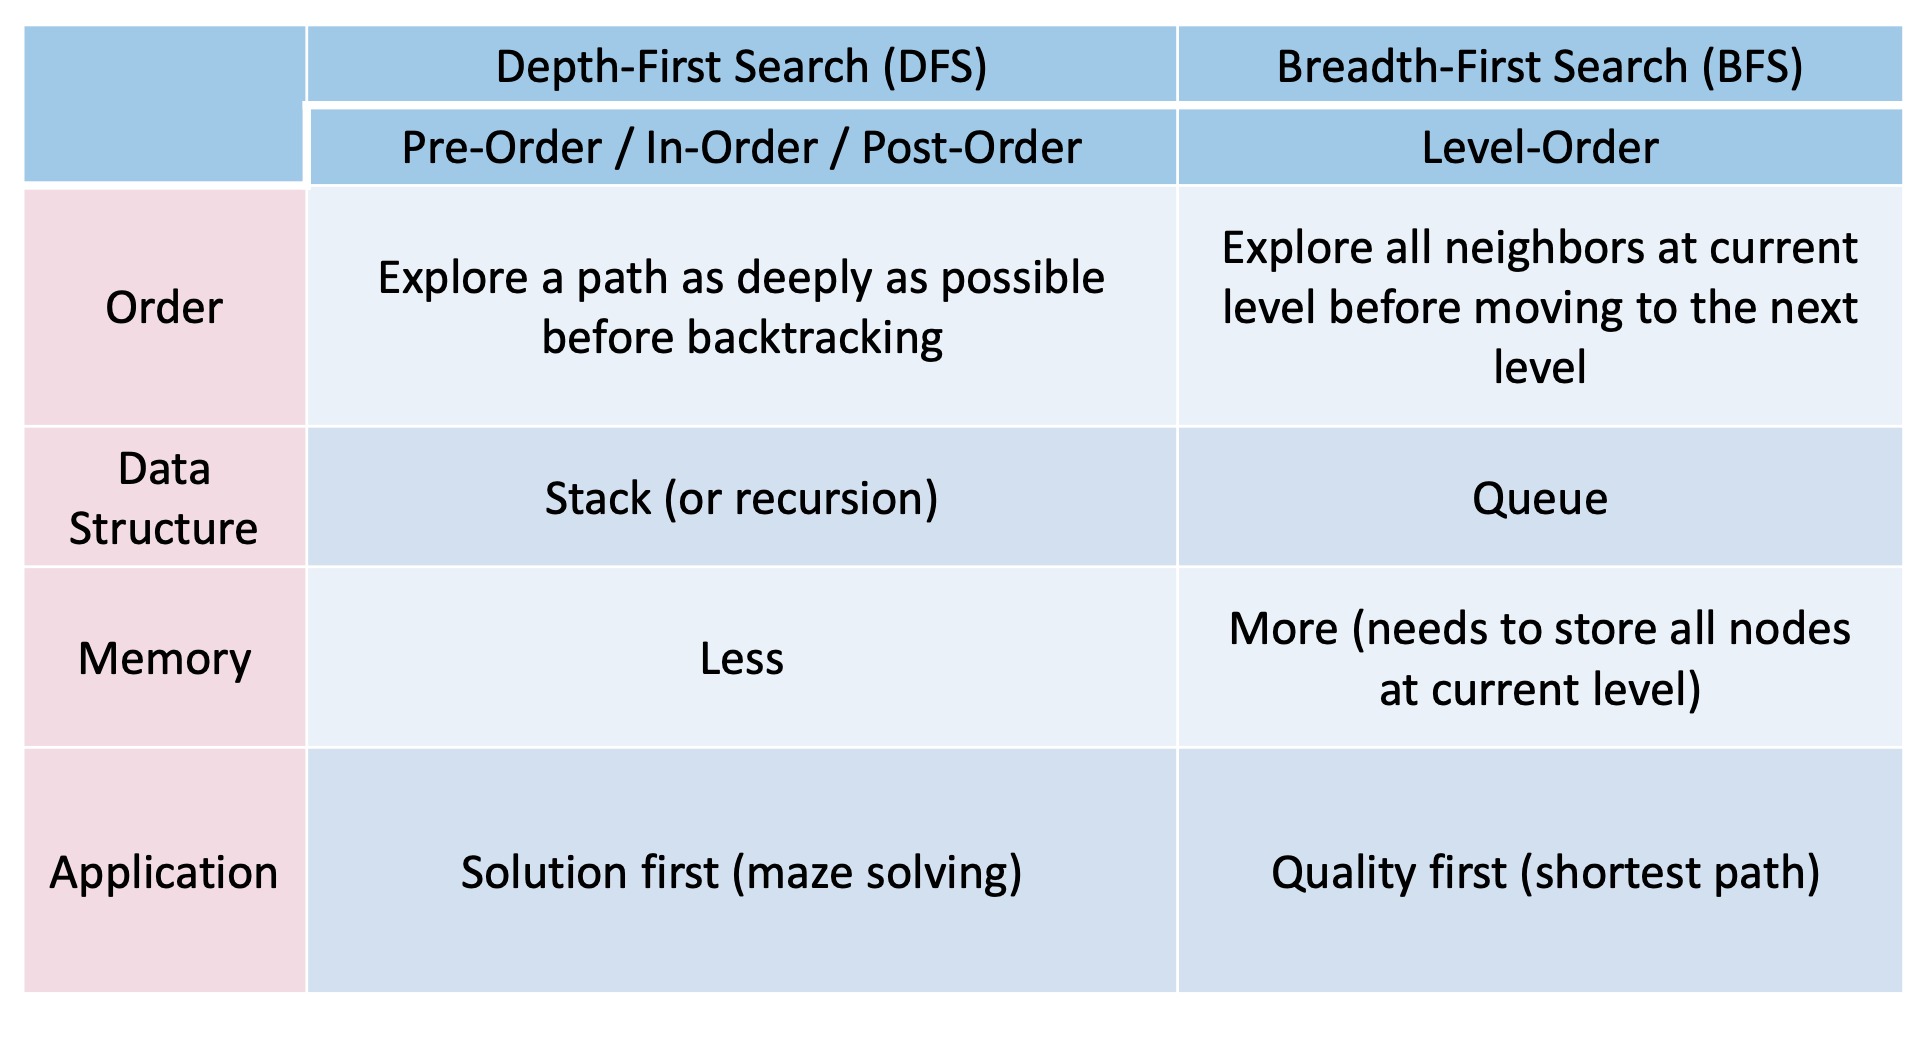 Depth-First Search (DFS)
Breadth-First Search (BFS)
Pre-Order / In-Order / Post-Order
Level-Order
Order
Explore a path as deeply as possible
before backtracking
Explore all neighbors at current
level before moving to the next
level
Data
Structure
Stack (or recursion)
Queue
Memory
Less
More (needs to store all nodes
at current level)
Application
Solution first (maze solving)
Quality first (shortest path)